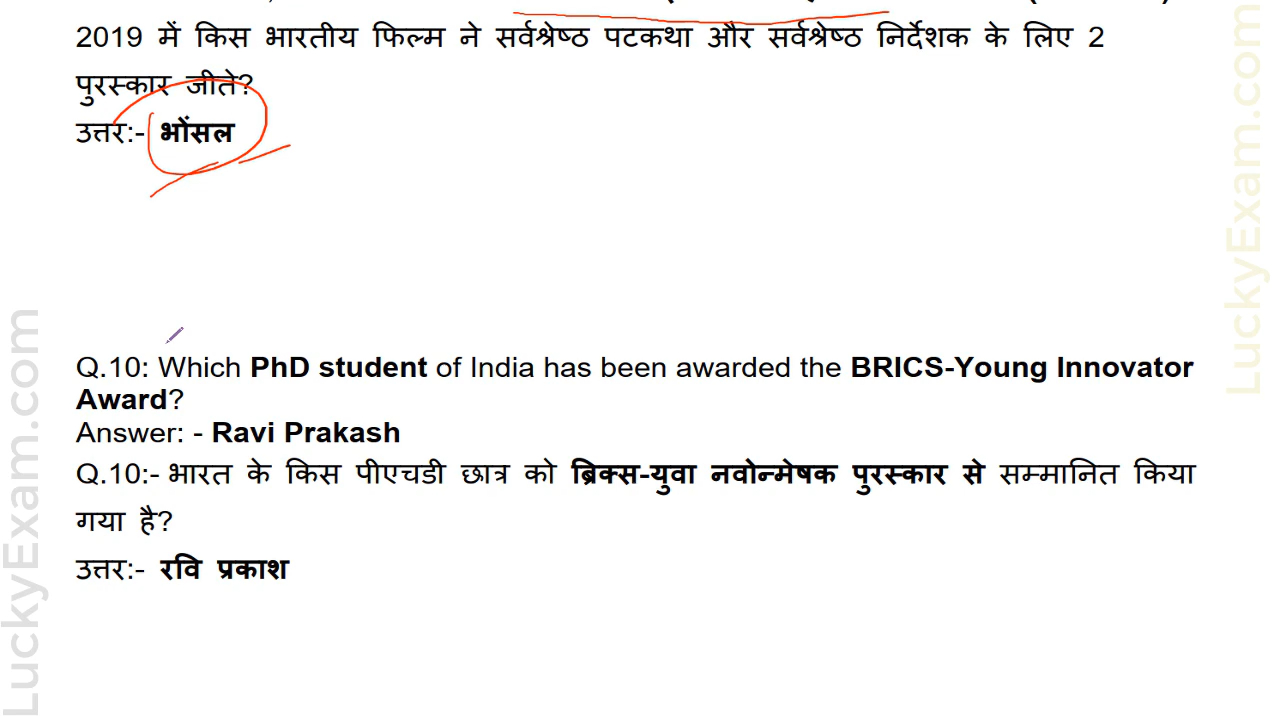 2019 में किस भारतीय फिल्म ने सर्वश्रेष्ठ पटकथा और सर्वश्रेष्ठ निर्देशक के लिए 2
पुरस्कार जीते?
उत्तर:- भोंसल
Q.10: Which PhD student of India has been awarded the BRICS-Young Innovator
Award?
Answer: - Ravi Prakash
Q.10:- भारत के किस पीएचडी छात्र को ब्रिक्स-युवा नवोन्मेषक पुरस्कार से सम्मानित किया
गया है?
उत्तर:- रवि प्रकाश
LuckyExam.com
LuckyExam.com